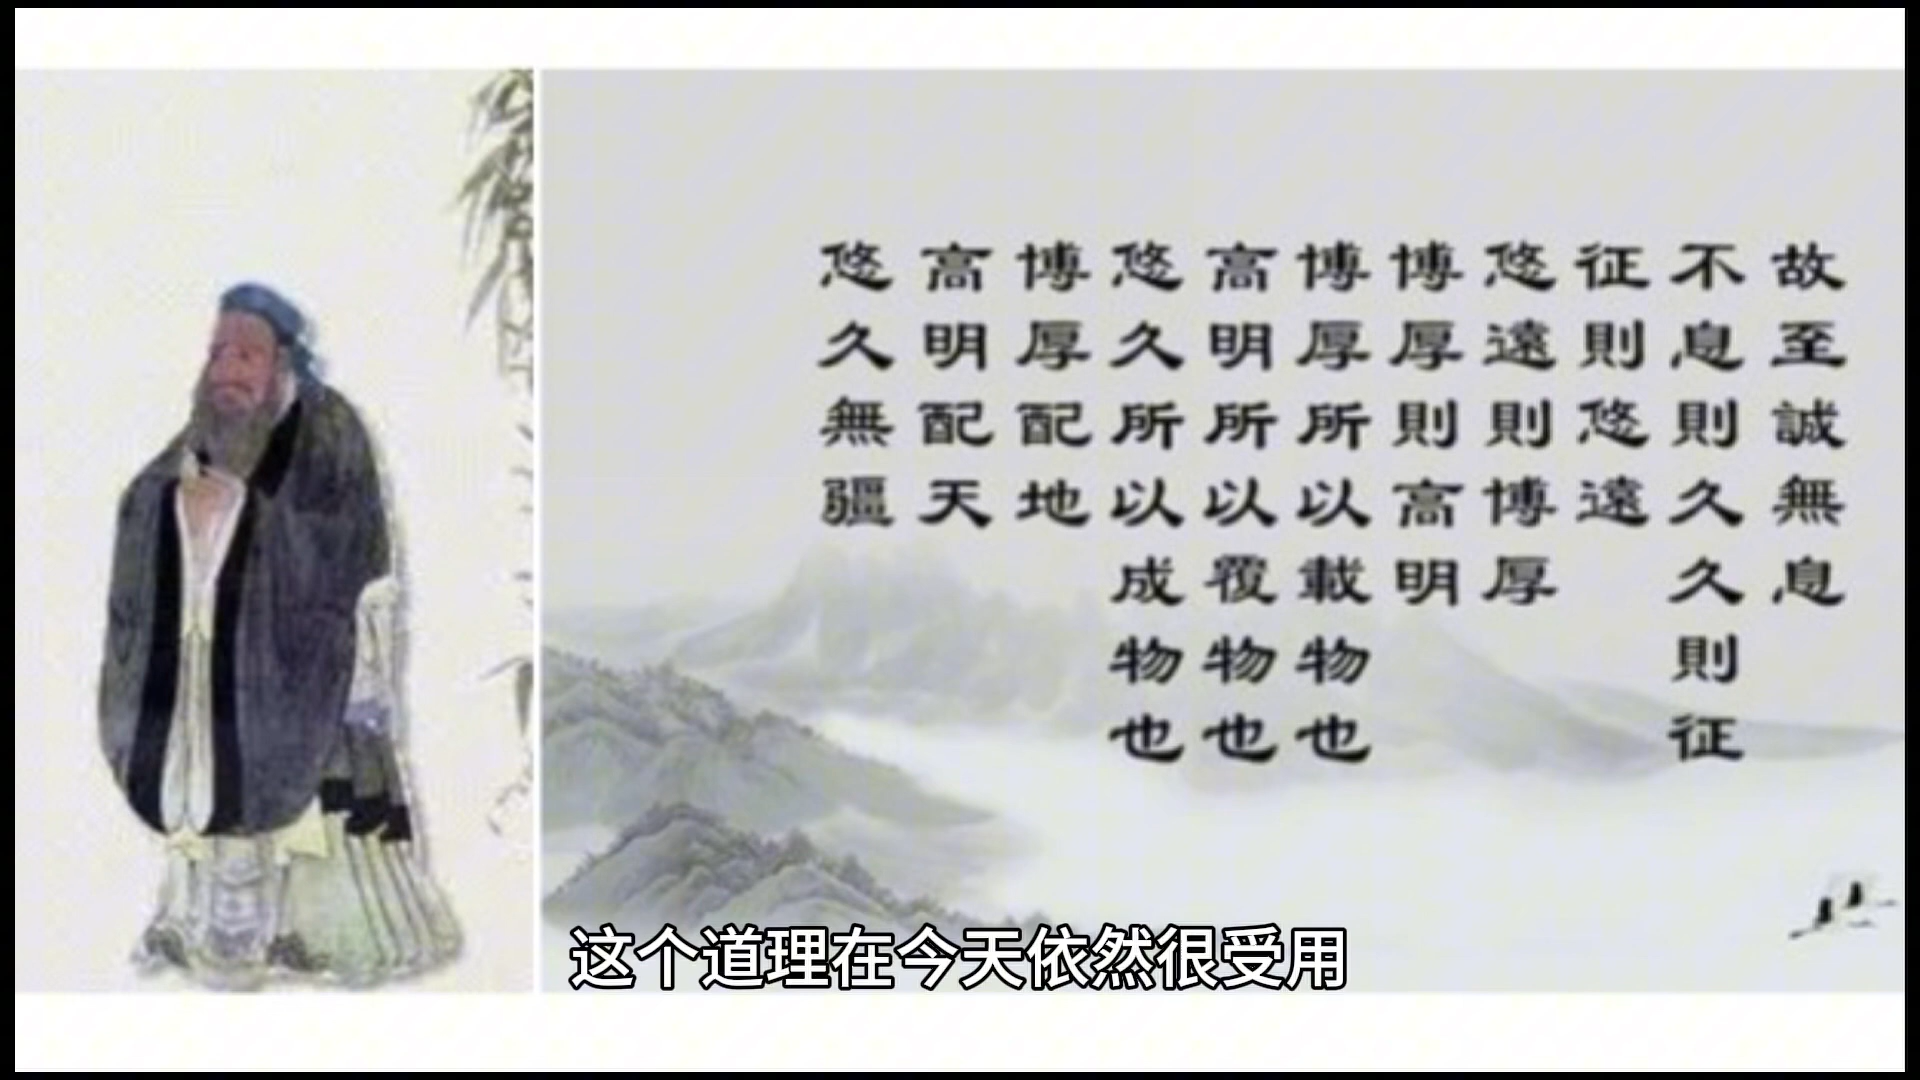 故至誠無息
不息則久久則征
征則悠遠
悠遠則博厚
博厚則高明
博厚所以載物也
高明所以覆物也
悠久所以成物也
博厚配地
高明配天
悠久無疆
这个道理在今天依然很受用